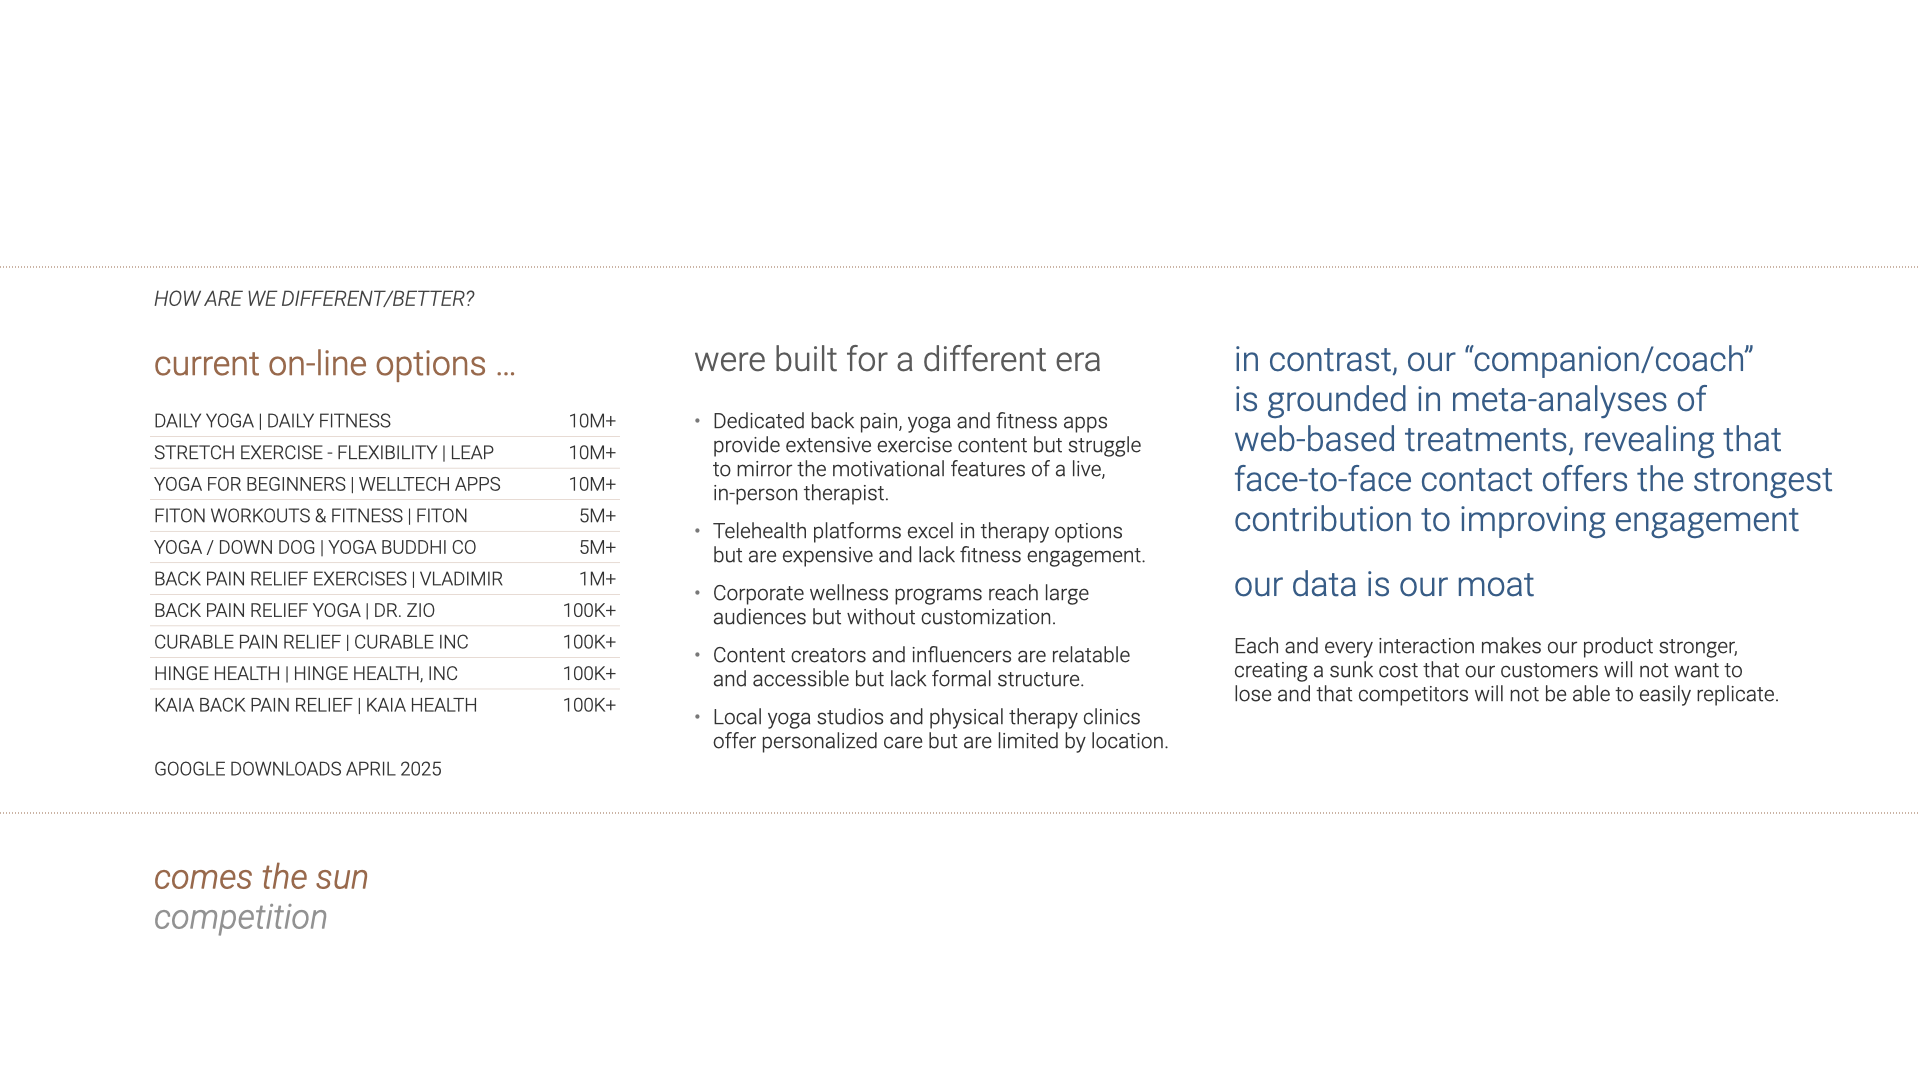 HOW ARE WE DIFFERENT/BETTER?
current on-line options ...
DAILY YOGA | DAILY FITNESS 10M+
STRETCH EXERCISE - FLEXIBILITY | LEAP 10M+
YOGA FOR BEGINNERS | WELLTECH APPS 10M+
FITON WORKOUTS & FITNESS | FITON 5M+
YOGA / DOWN DOG | YOGA BUDDHI CO 5M+
BACK PAIN RELIEF EXERCISES | VLADIMIR 1M+
BACK PAIN RELIEF YOGA | DR. ZIO 100K+
CURABLE PAIN RELIEF | CURABLE INC 100K+
HINGE HEALTH | HINGE HEALTH, INC 100K+
KAIA BACK PAIN RELIEF | KAIA HEALTH 100K+
GOOGLE DOWNLOADS APRIL 2025
were built for a different era
• Dedicated back pain, yoga and fitness apps
provide extensive exercise content but struggle
to mirror the motivational features of a live,
in-person therapist.
• Telehealth platforms excel in therapy options
but are expensive and lack fitness engagement.
• Corporate wellness programs reach large
audiences but without customization.
• Content creators and influencers are relatable
and accessible but lack formal structure.
• Local yoga studios and physical therapy clinics
offer personalized care but are limited by location.
in contrast, our “companion/coach”
is grounded in meta-analyses of
web-based treatments, revealing that
face-to-face contact offers the strongest
contribution to improving engagement
our data is our moat
Each and every interaction makes our product stronger,
creating a sunk cost that our customers will not want to
lose and that competitors will not be able to easily replicate.
comes the sun
competition